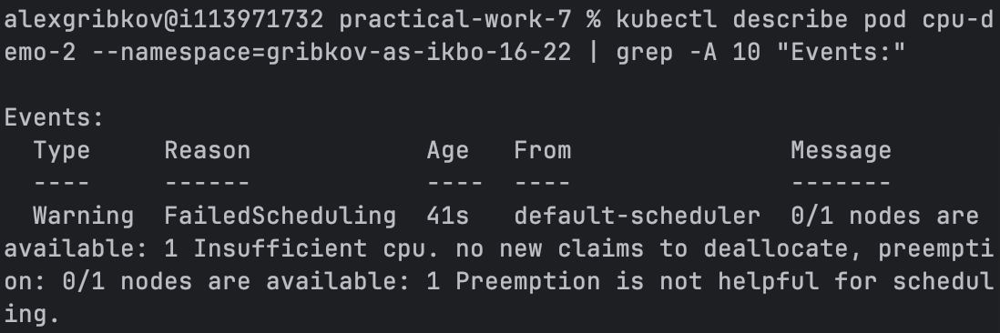 alexgribkov@i113971732 practical-work-7 % kubectl describe pod cpu-d
emo-2 --namespace=gribkov-as-ikbo-16-22 | grep -A 10 "Events:"
Events:
  Type     Reason            Age   From               Message
  ----     ------            ----  ----               -------
  Warning  FailedScheduling  41s   default-scheduler  0/1 nodes are
available: 1 Insufficient cpu. no new claims to deallocate, preempti
on: 0/1 nodes are available: 1 Preemption is not helpful for schedul
ing.